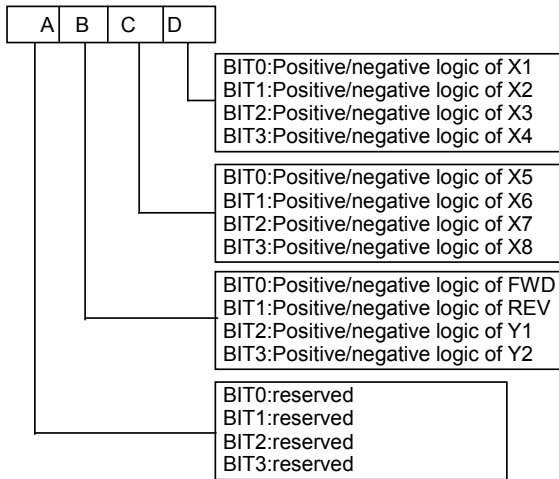 A B C D
BIT0:Positive/negative logic of X1
BIT1:Positive/negative logic of X2
BIT2:Positive/negative logic of X3
BIT3:Positive/negative logic of X4
BIT0:Positive/negative logic of X5
BIT1:Positive/negative logic of X6
BIT2:Positive/negative logic of X7
BIT3:Positive/negative logic of X8
BIT0:Positive/negative logic of FWD
BIT1:Positive/negative logic of REV
BIT2:Positive/negative logic of Y1
BIT3:Positive/negative logic of Y2
BIT0:reserved
BIT1:reserved
BIT2:reserved
BIT3:reserved